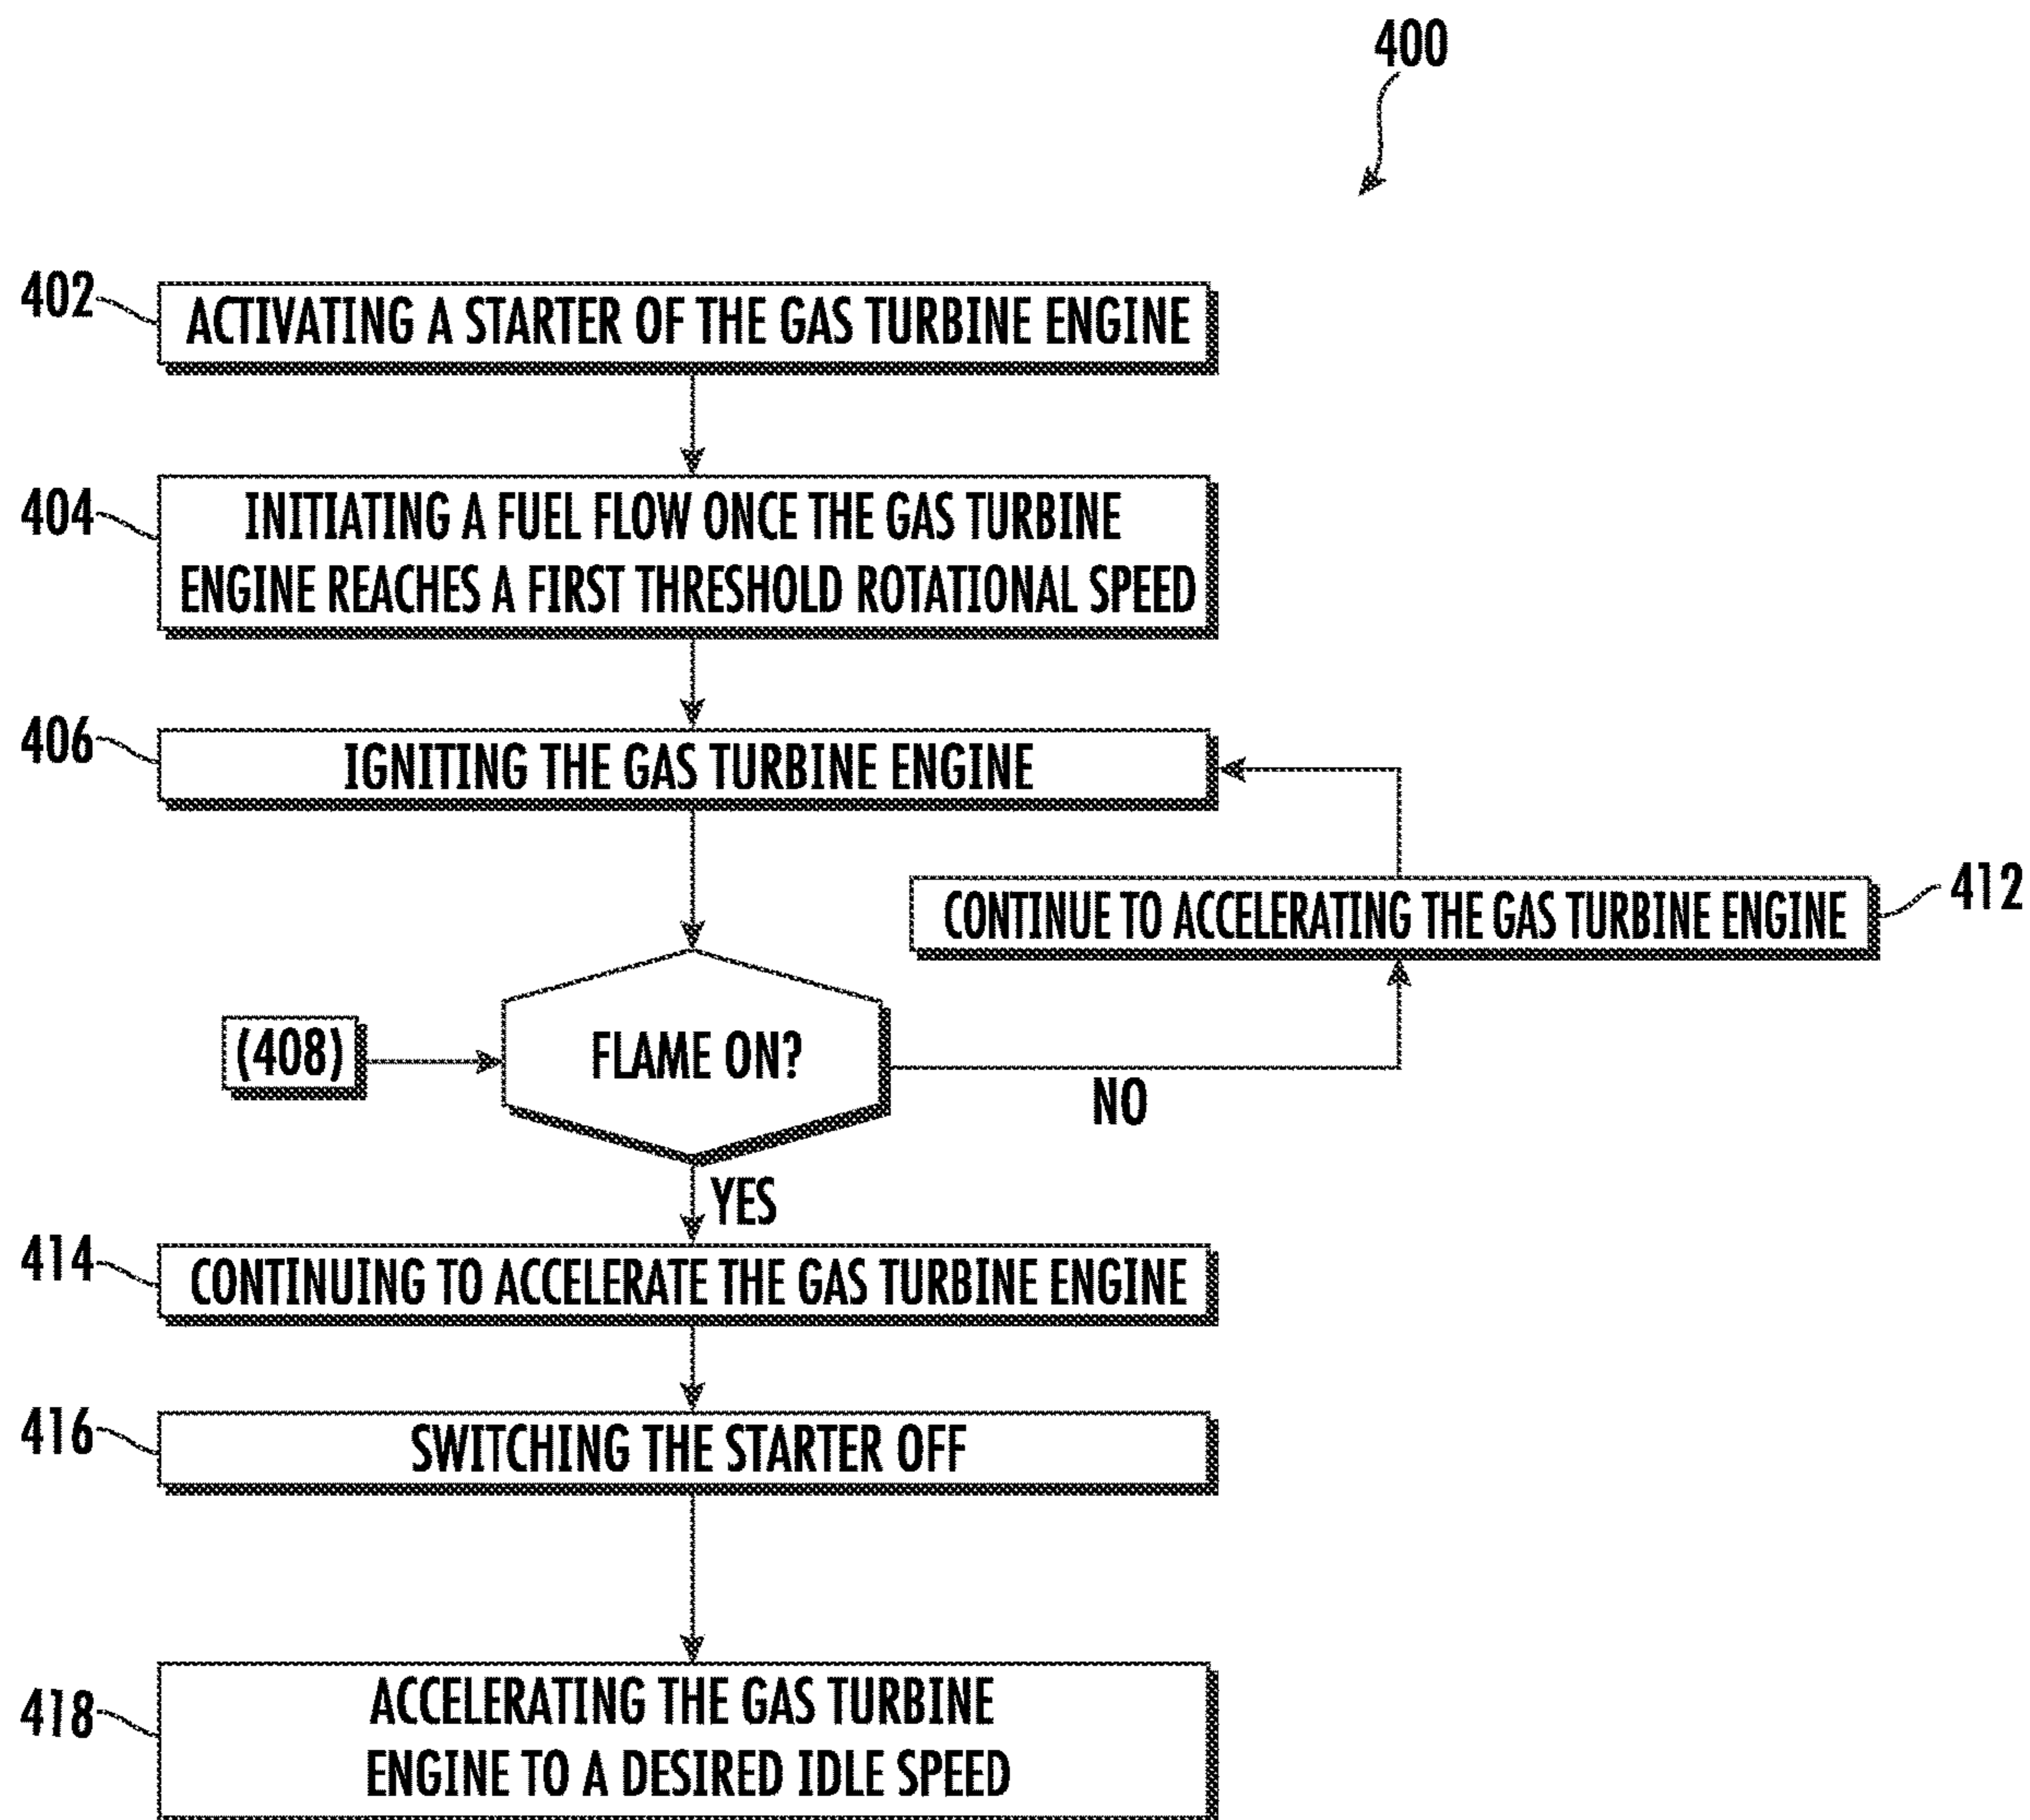 400
402
ACTIVATING A STARTER OF THE GAS TURBINE ENGINE
404
INITIATING A FUEL FLOW ONCE THE GAS TURBINE
ENGINE REACHES A FIRST THRESHOLD ROTATIONAL SPEED
406
IGNITING THE GAS TURBINE ENGINE
CONTINUE TO ACCELERATING THE GAS TURBINE ENGINE
412
(408)
FLAME ON?
NO
YES
414
CONTINUING TO ACCELERATE THE GAS TURBINE ENGINE
416
SWITCHING THE STARTER OFF
418
ACCELERATING THE GAS TURBINE
ENGINE TO A DESIRED IDLE SPEED